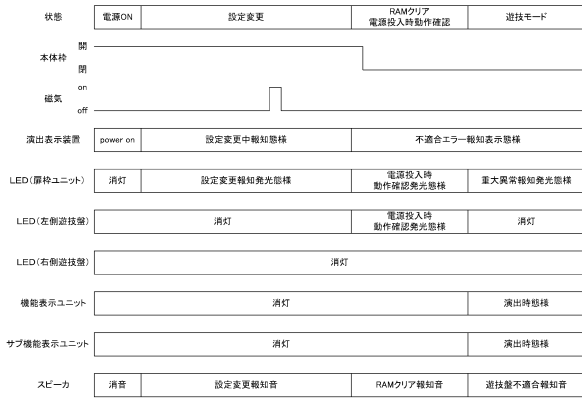 状態 電源ON 設定変更 RAMクリア 電源投入時動作確認 遊技モード
開
本体枠
閉
on
磁気
off
演出表示装置 power on 設定変更中報知態様 不適合エラー報知表示態様
LED(扉枠ユニット) 消灯 設定変更報知発光態様 電源投入時 動作確認発光態様 重大異常報知発光態様
LED(左側遊技盤) 消灯 電源投入時 動作確認発光態様 消灯
LED(右側遊技盤) 消灯
機能表示ユニット 消灯 演出時態様
サブ機能表示ユニット 消灯 演出時態様
スピーカ 消音 設定変更報知音 RAMクリア報知音 遊技盤不適合報知音